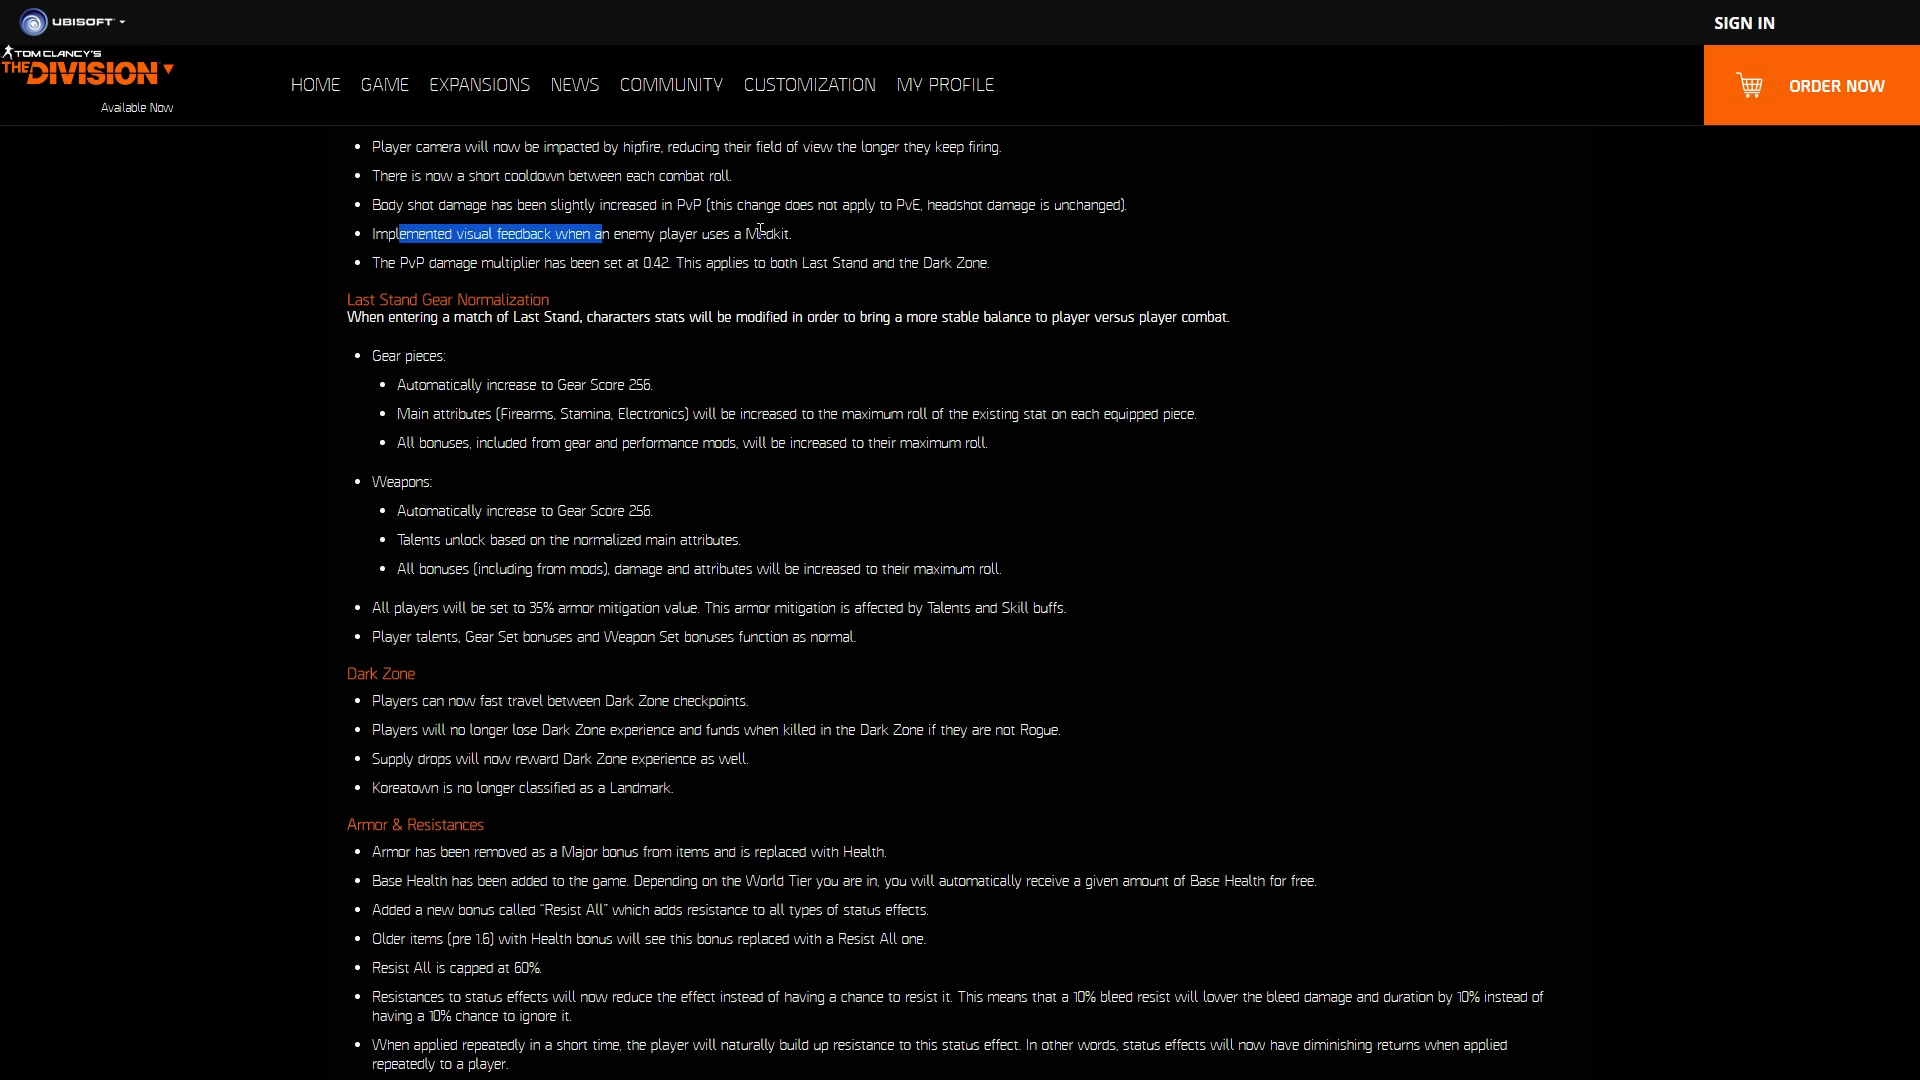 UBISOFT
SIGN IN
TOM CLANCY'S
THE DIVISION
Available Now
HOME GAME EXPANSIONS NEWS COMMUNITY CUSTOMIZATION MY PROFILE
ORDER NOW
• Player camera will now be impacted by hipfire, reducing their field of view the longer they keep firing.
• There is now a short cooldown between each combat roll.
• Body shot damage has been slightly increased in PvP (this change does not apply to PvE, headshot damage is unchanged).
• Implemented visual feedback when an enemy player uses a Medkit.
• The PvP damage multiplier has been set at 0.42. This applies to both Last Stand and the Dark Zone.
Last Stand Gear Normalization
When entering a match of Last Stand, characters stats will be modified in order to bring a more stable balance to player versus player combat.
• Gear pieces:
• Automatically increase to Gear Score 256.
• Main attributes (Firearms, Stamina, Electronics) will be increased to the maximum roll of the existing stat on each equipped piece.
• All bonuses, included from gear and performance mods, will be increased to their maximum roll.
• Weapons:
• Automatically increase to Gear Score 256.
• Talents unlock based on the normalized main attributes.
• All bonuses (including from mods), damage and attributes will be increased to their maximum roll.
• All players will be set to 35% armor mitigation value. This armor mitigation is affected by Talents and Skill buffs.
• Player talents, Gear Set bonuses and Weapon Set bonuses function as normal.
Dark Zone
• Players can now fast travel between Dark Zone checkpoints.
• Players will no longer lose Dark Zone experience and funds when killed in the Dark Zone if they are not Rogue.
• Supply drops will now reward Dark Zone experience as well.
• Koreatown is no longer classified as a Landmark.
Armor & Resistances
• Armor has been removed as a Major bonus from items and is replaced with Health.
• Base Health has been added to the game. Depending on the World Tier you are in, you will automatically receive a given amount of Base Health for free.
• Added a new bonus called "Resist All" which adds resistance to all types of status effects.
• Older items (pre 1.6) with Health bonus will see this bonus replaced with a Resist All one.
• Resist All is capped at 60%.
• Resistances to status effects will now reduce the effect instead of having a chance to resist it. This means that a 10% bleed resist will lower the bleed damage and duration by 10% instead of
having a 10% chance to ignore it.
• When applied repeatedly in a short time, the player will naturally build up resistance to this status effect. In other words, status effects will now have diminishing returns when applied
repeatedly to a player.